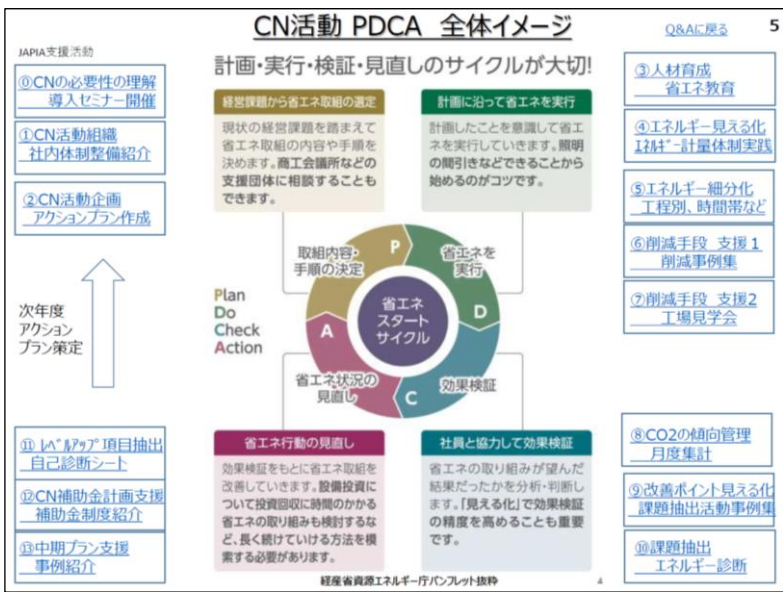 CN活動 PDCA 全体イメージ
Q&Aに戻る
5
JAPIA支援活動
計画・実行・検証・見直しのサイクルが大切!
⓪CNの必要性の理解
導入セミナー開催
①CN活動組織
社内体制整備紹介
②CN活動企画
アクションプラン作成
次年度
アクション
プラン策定
⑪ ﾚﾍﾞﾙｱｯﾌﾟ項目抽出
自己診断シート
⑫CN補助金計画支援
補助金制度紹介
⑬中期プラン支援
事例紹介
経営課題から省エネ取組の選定
現状の経営課題を踏まえて
省エネ取組の内容や手順を
決めます。商工会議所などの
支援団体に相談することも
できます。
計画に沿って省エネを実行
計画したことを意識して省エ
ネを実行していきます。照明
の間引きなどできることから
始めるのがコツです。
取組内容・
手順の決定
P
省エネを
実行
D
省エネ
スタート
サイクル
Plan
Do
Check
Action
A
省エネ状況の
見直し
C
効果検証
省エネ行動の見直し
効果検証をもとに省エネ取組を
改善していきます。設備投資に
ついて投資回収に時間のかかる
省エネの取り組みも検討するな
ど、長く続けていける方法を模
索する必要があります。
社員と協力して効果検証
省エネの取り組みが望んだ
結果だったかを分析・判断し
ます。「見える化」で効果検証
の精度を高めることも重要
です。
経産省資源エネルギー庁パンフレット抜粋
4
③人材育成
省エネ教育
④エネルギー見える化
ｴﾈﾙｷﾞｰ計量体制実践
⑤エネルギー細分化
工程別、時間帯など
⑥削減手段 支援1
削減事例集
⑦削減手段 支援2
工場見学会
⑧CO2の傾向管理
月度集計
⑨改善ポイント見える化
課題抽出活動事例集
⑩課題抽出
エネルギー診断